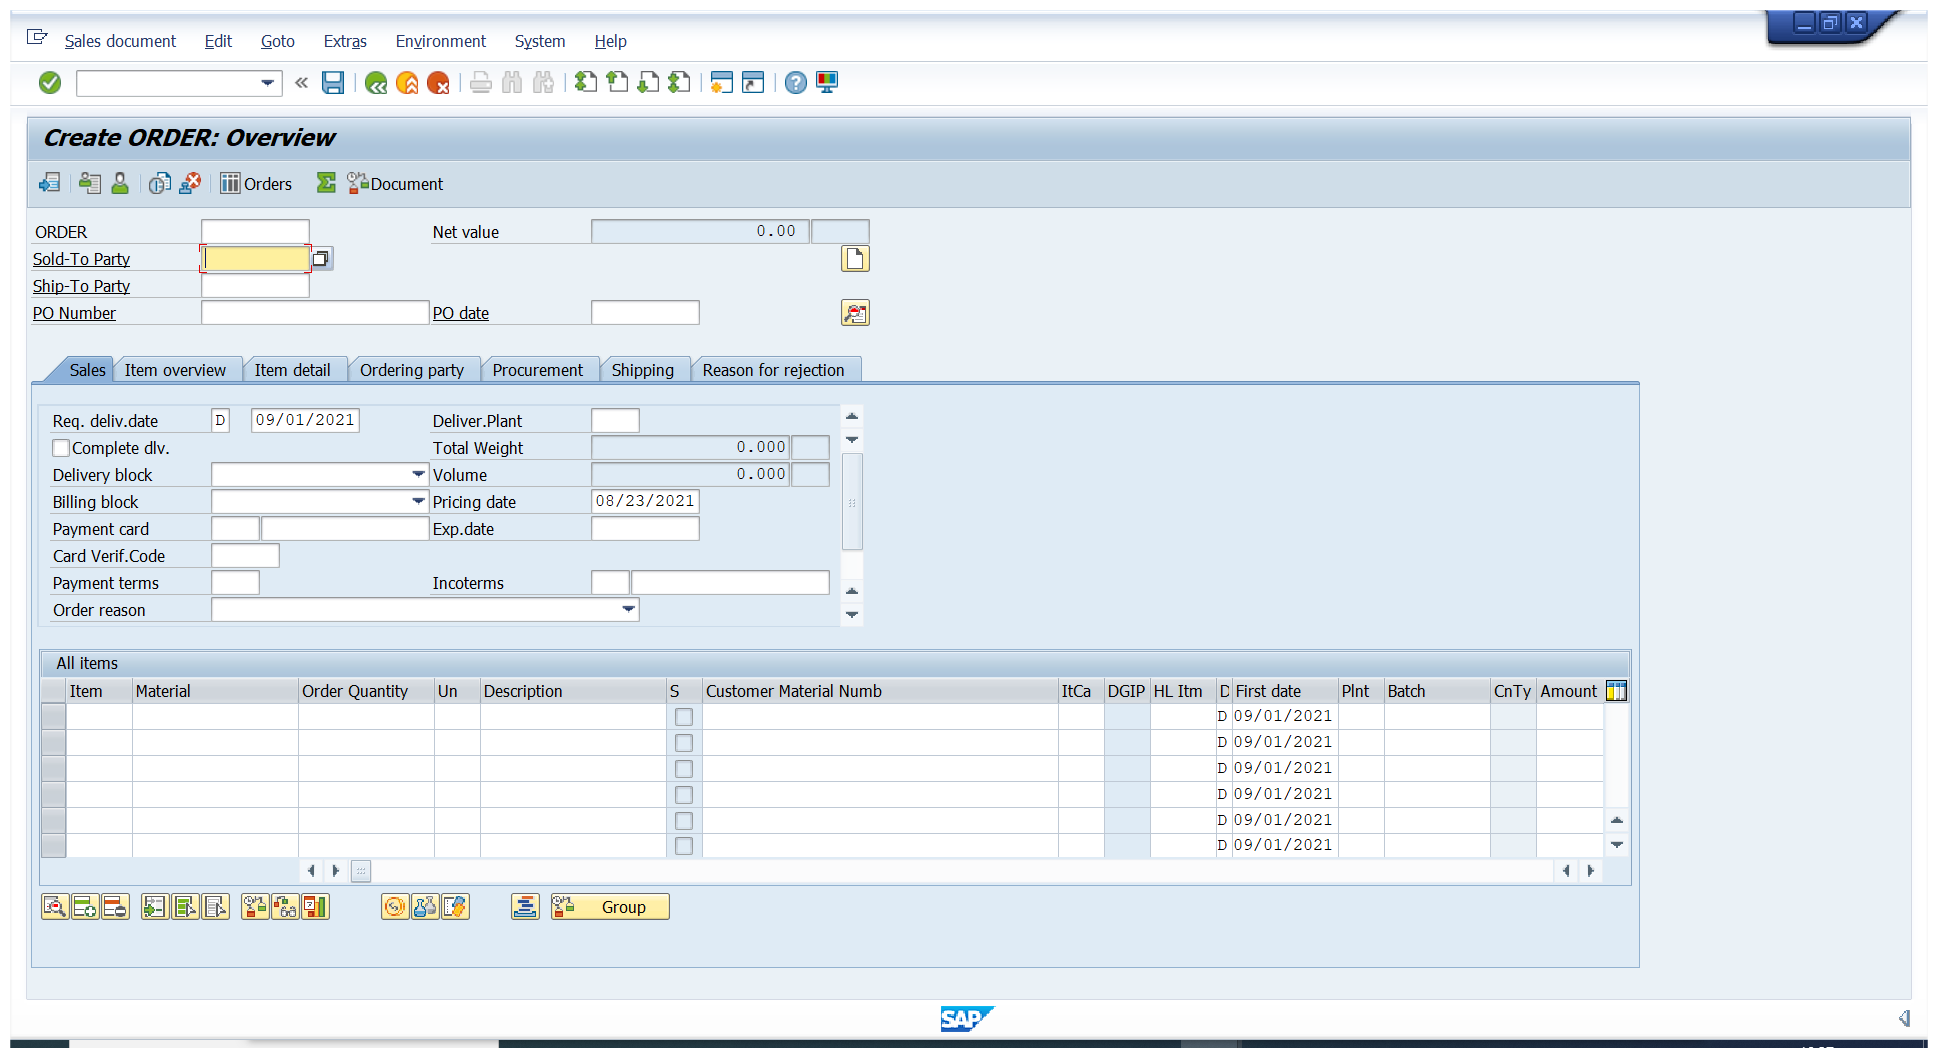 Sales document Edit Goto Extras Environment System Help
Create ORDER: Overview
Orders Document
ORDER Net value 0.00
Sold-To Party
Ship-To Party
PO Number PO date
Sales Item overview Item detail Ordering party Procurement Shipping Reason for rejection
Req. deliv.date D 09/01/2021 Deliver.Plant
Complete dlv. Total Weight 0.000
Delivery block Volume 0.000
Billing block Pricing date 08/23/2021
Payment card Exp.date
Card Verif.Code
Payment terms Incoterms
Order reason
All items
Item Material Order Quantity Un Description S Customer Material Numb ItCa DGIP HL Itm D First date Plnt Batch CnTy Amount
D 09/01/2021
D 09/01/2021
D 09/01/2021
D 09/01/2021
D 09/01/2021
D 09/01/2021
Group
SAP